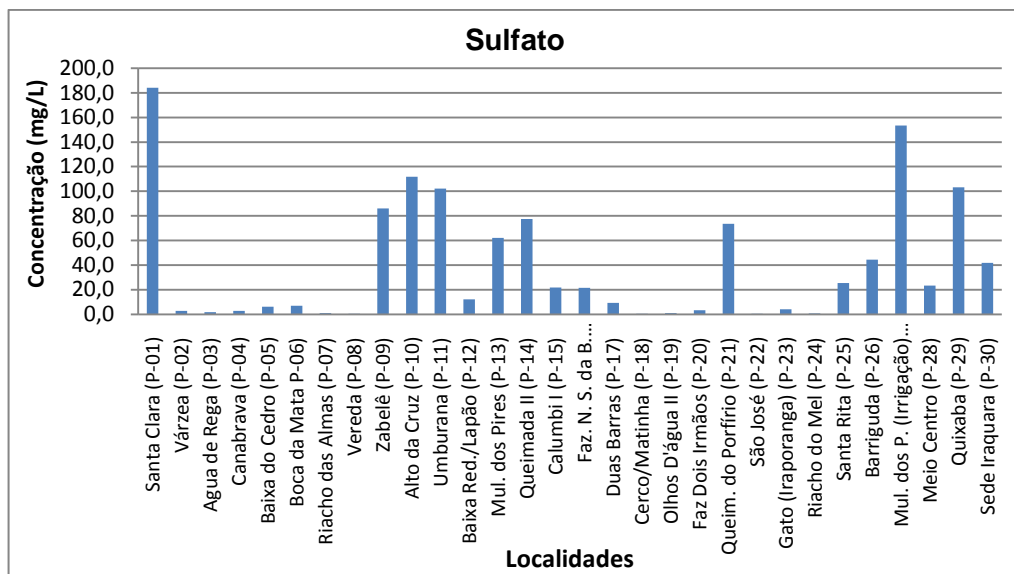 Sulfato
Concentração (mg/L)
200,0
180,0
160,0
140,0
120,0
100,0
80,0
60,0
40,0
20,0
0,0
Santa Clara (P-01)
Várzea (P-02)
Agua de Rega (P-03)
Canabrava (P-04)
Baixa do Cedro (P-05)
Boca da Mata P-06)
Riacho das Almas (P-07)
Vereda (P-08)
Zabelê (P-09)
Alto da Cruz (P-10)
Umburana (P-11)
Baixa Red./Lapão (P-12)
Mul. dos Pires (P-13)
Queimada II (P-14)
Calumbi I (P-15)
Faz. N. S. da B. ...
Duas Barras (P-17)
Cerco/Matinha (P-18)
Olhos D'água II (P-19)
Faz Dois Irmãos (P-20)
Queim. do Porfírio (P-21)
São José (P-22)
Gato (Iraporanga) (P-23)
Riacho do Mel (P-24)
Santa Rita (P-25)
Barriguda (P-26)
Mul. dos P. (Irrigação)...
Meio Centro (P-28)
Quixaba (P-29)
Sede Iraquara (P-30)
Localidades